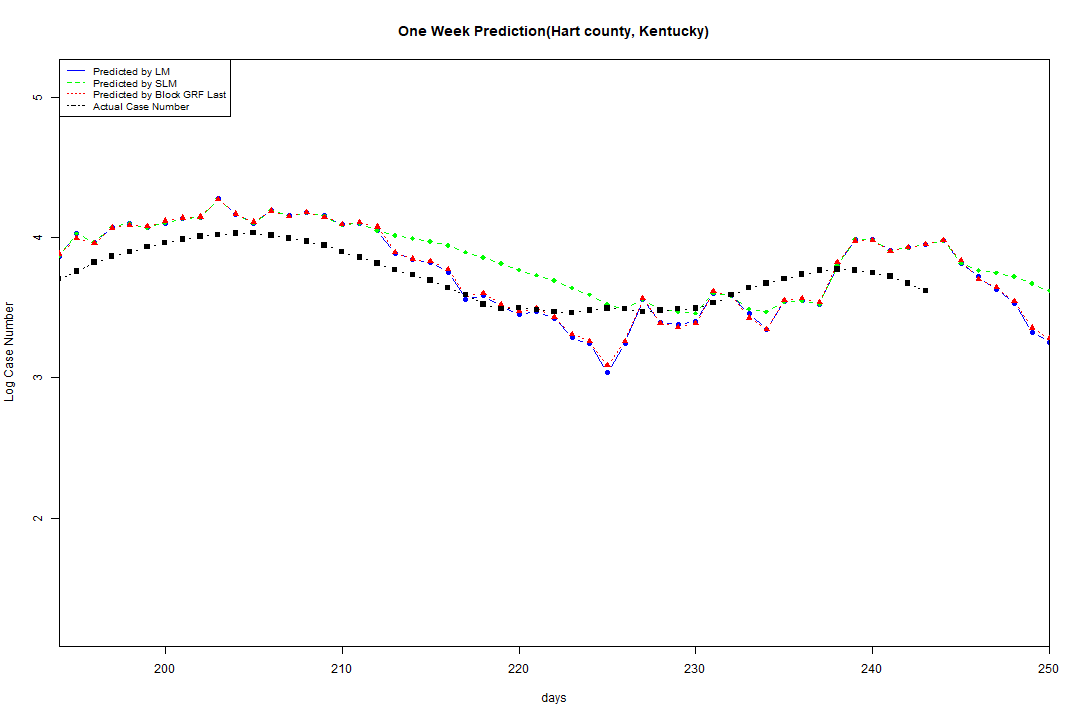 One Week Prediction(Hart county, Kentucky)
Predicted by LM
Predicted by SLM
Predicted by Block GRF Last
Actual Case Number
5
4
3
2
Log Case Number
200 210 220 230 240 250
days